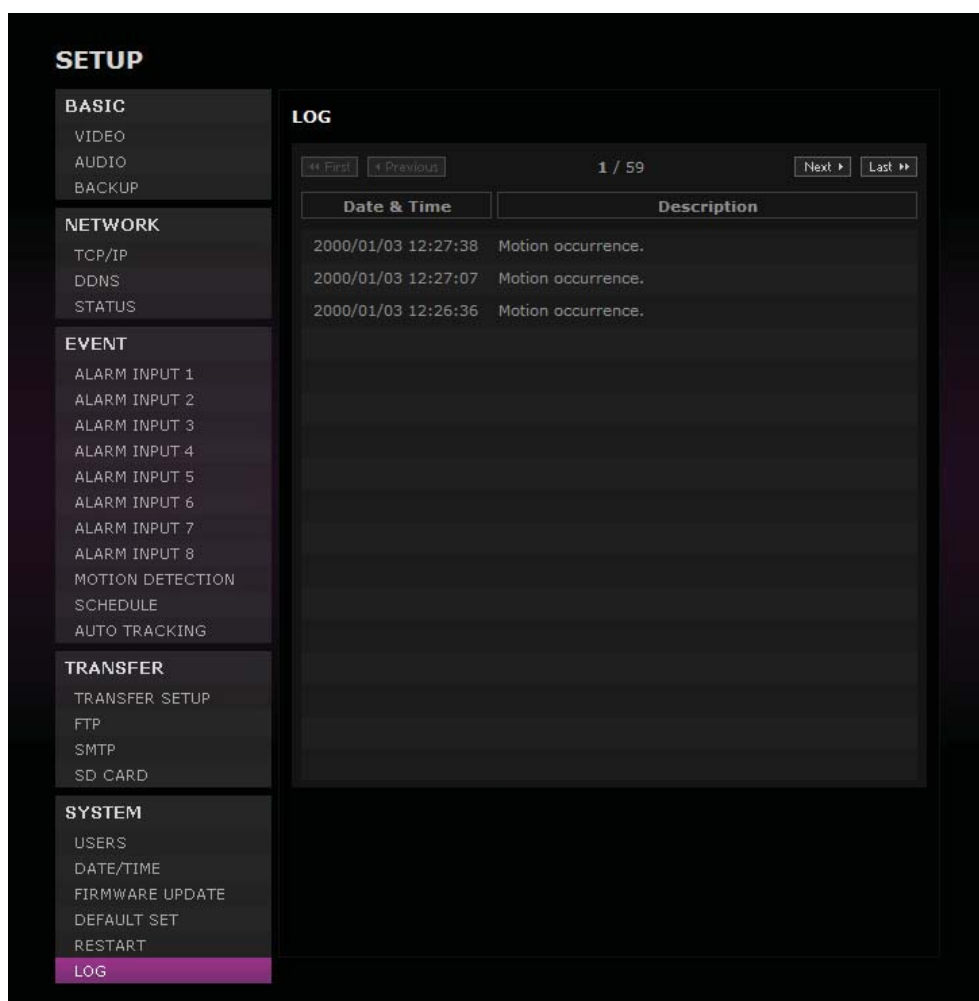 SETUP
BASIC
VIDEO
AUDIO
BACKUP
NETWORK
TCP/IP
DDNS
STATUS
EVENT
ALARM INPUT 1
ALARM INPUT 2
ALARM INPUT 3
ALARM INPUT 4
ALARM INPUT 5
ALARM INPUT 6
ALARM INPUT 7
ALARM INPUT 8
MOTION DETECTION
SCHEDULE
AUTO TRACKING
TRANSFER
TRANSFER SETUP
FTP
SMTP
SD CARD
SYSTEM
USERS
DATE/TIME
FIRMWARE UPDATE
DEFAULT SET
RESTART
LOG
LOG
First Previous 1 / 59 Next Last
Date & Time Description
2000/01/03 12:27:38 Motion occurrence.
2000/01/03 12:27:07 Motion occurrence.
2000/01/03 12:26:36 Motion occurrence.